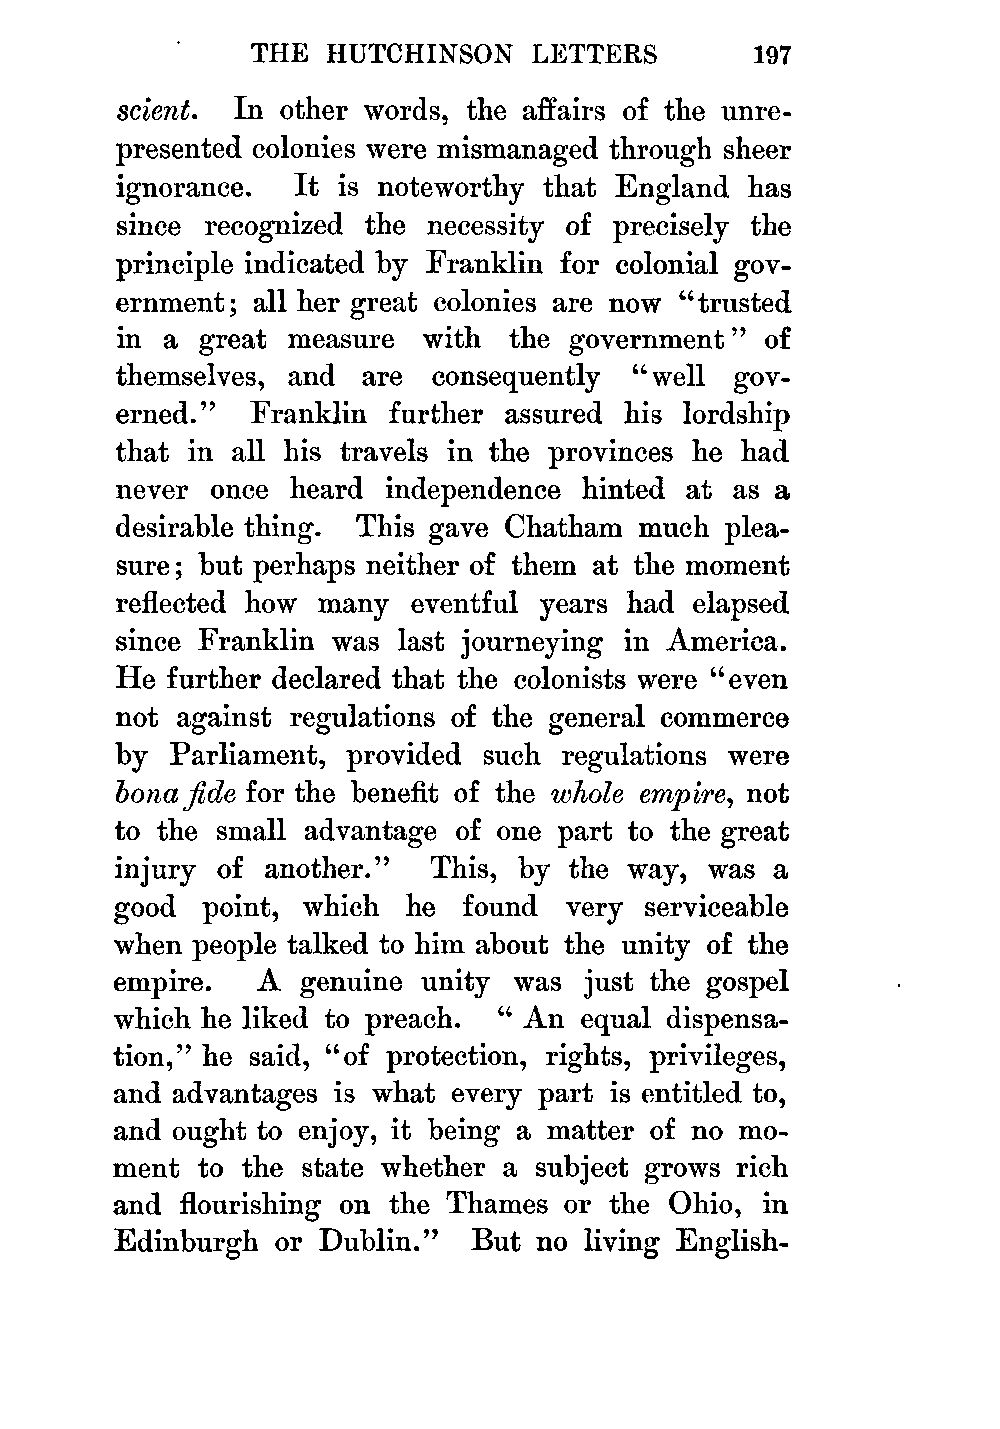 THE HUTCHINSON LETTERS 197
scient. In other words, the affairs of the unre-
presented colonies were mismanaged through sheer
ignorance. It is noteworthy that England has
since recognized the necessity of precisely the
principle indicated by Franklin for colonial gov-
ernment; all her great colonies are now “trusted
in a great measure with the government” of
themselves, and are consequently “well gov-
erned.” Franklin further assured his lordship
that in all his travels in the provinces he had
never once heard independence hinted at as a
desirable thing. This gave Chatham much plea-
sure; but perhaps neither of them at the moment
reflected how many eventful years had elapsed
since Franklin was last journeying in America.
He further declared that the colonists were “even
not against regulations of the general commerce
by Parliament, provided such regulations were
bona fide for the benefit of the whole empire, not
to the small advantage of one part to the great
injury of another.” This, by the way, was a
good point, which he found very serviceable
when people talked to him about the unity of the
empire. A genuine unity was just the gospel
which he liked to preach. “ An equal dispensa-
tion,” he said, “of protection, rights, privileges,
and advantages is what every part is entitled to,
and ought to enjoy, it being a matter of no mo-
ment to the state whether a subject grows rich
and flourishing on the Thames or the Ohio, in
Edinburgh or Dublin.” But no living English-